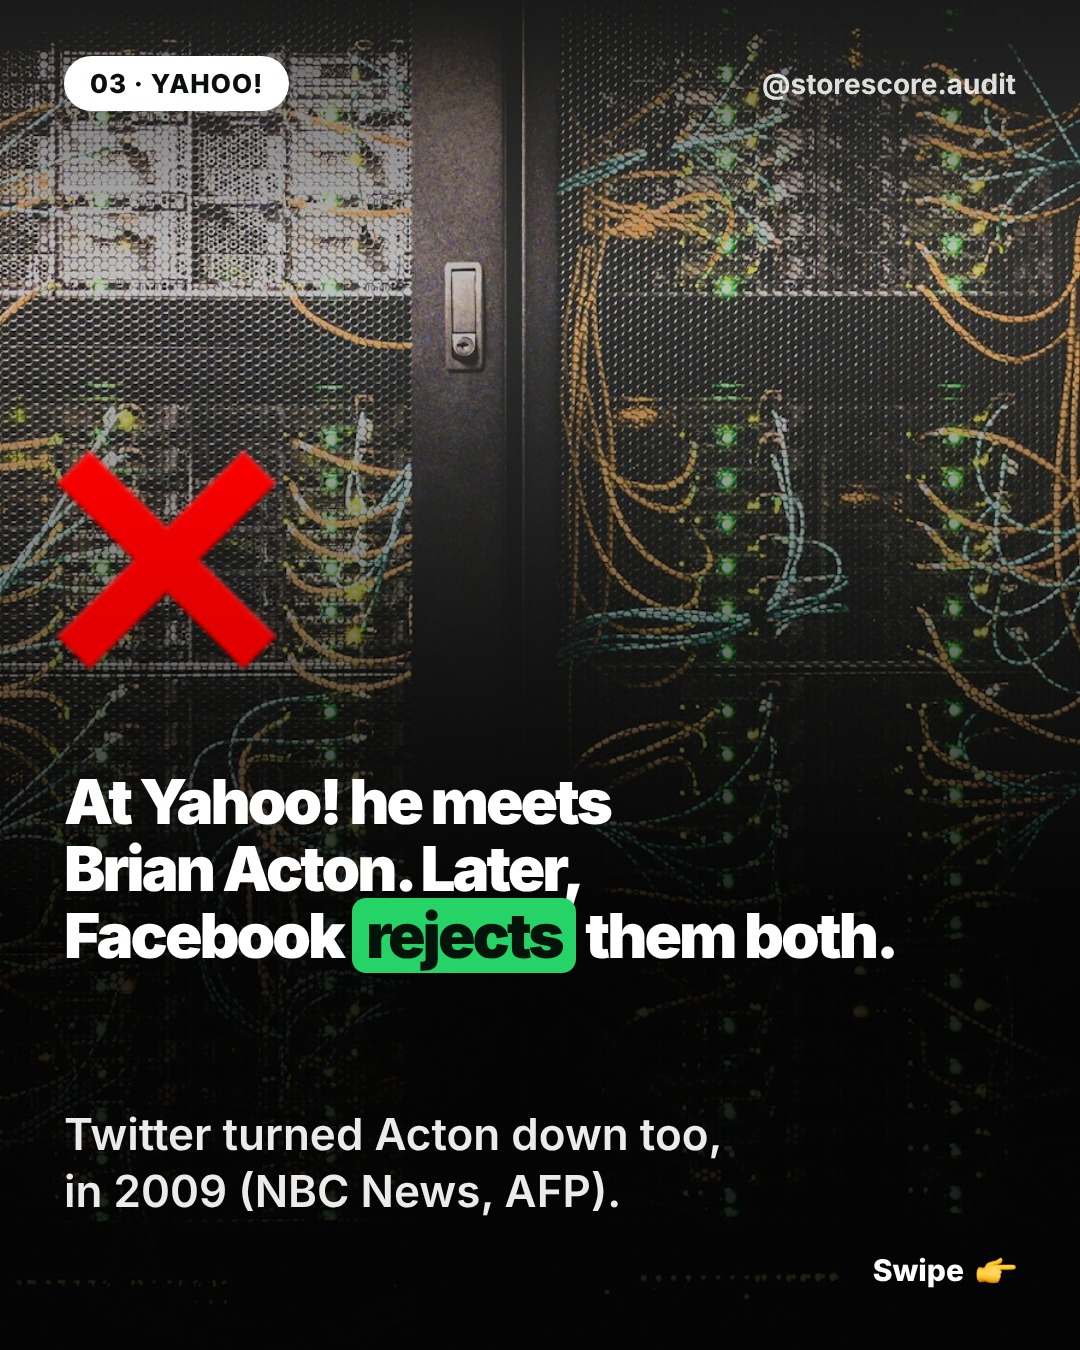 03 · YAHOO!
@storescore.audit
At Yahoo! he meets
Brian Acton. Later,
Facebook rejects them both.
Twitter turned Acton down too,
in 2009 (NBC News, AFP).
Swipe 👉